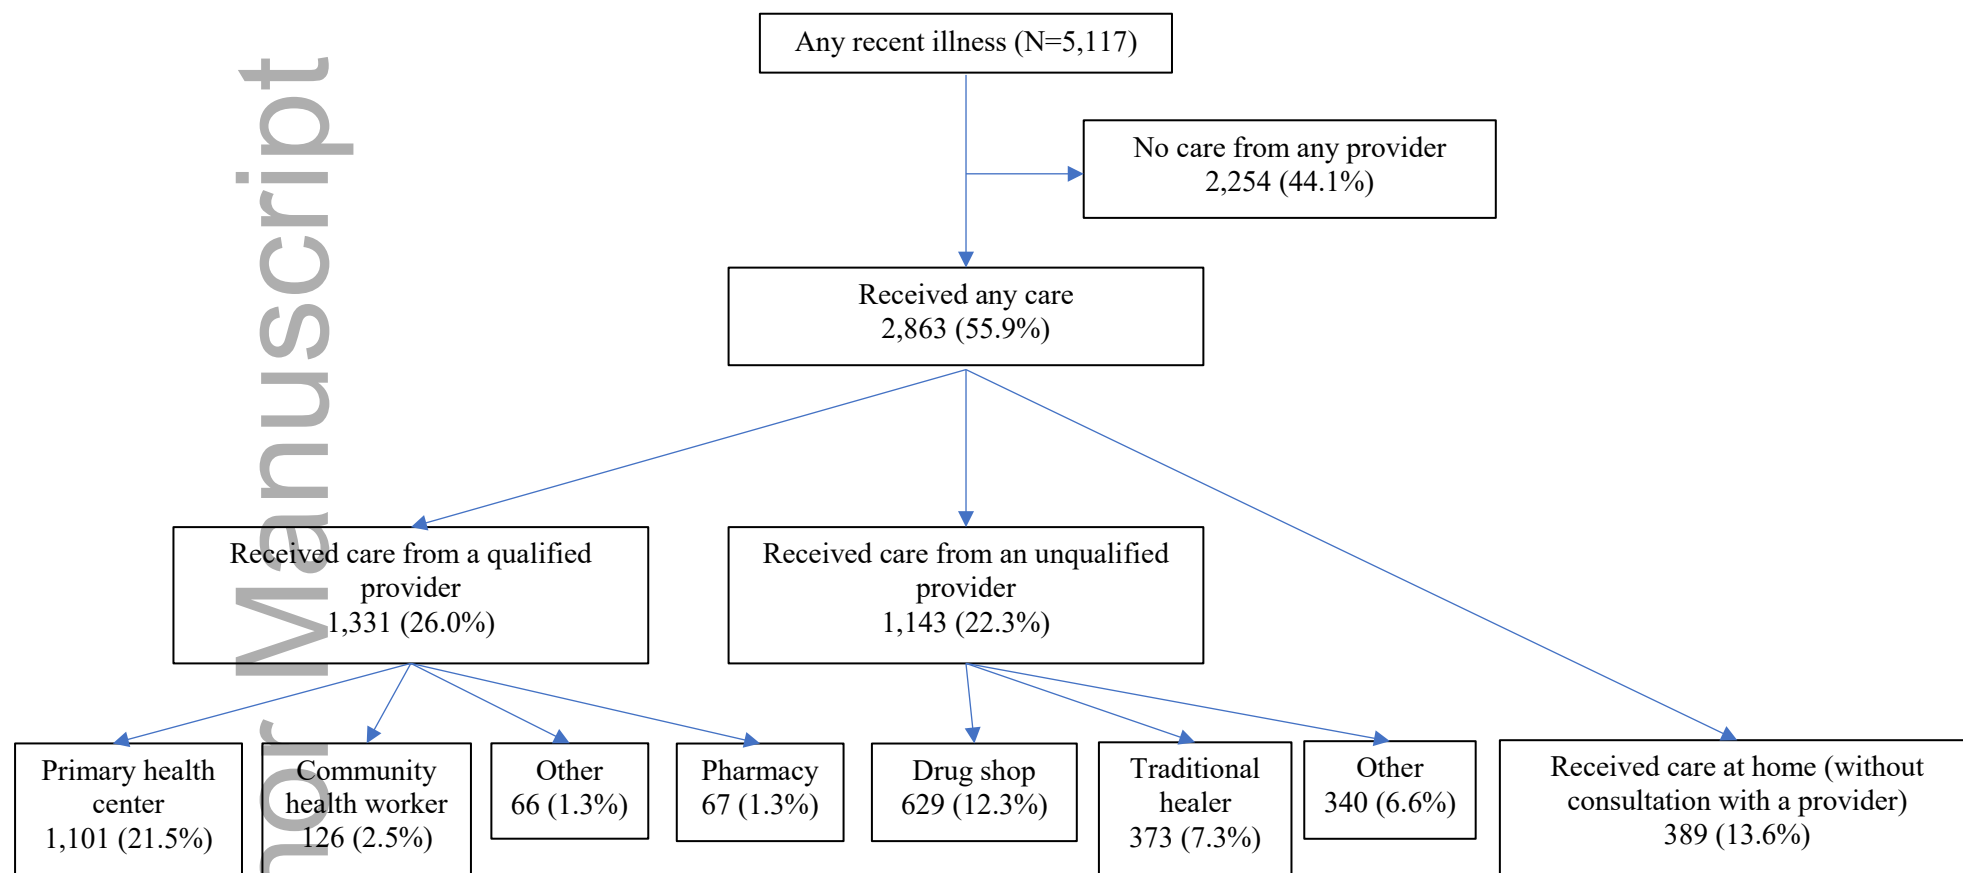 Any recent illness (N=5,117)
No care from any provider
2,254 (44.1%)
Received any care
2,863 (55.9%)
Received care from a qualified
provider
1,331 (26.0%)
Received care from an unqualified
provider
1,143 (22.3%)
Primary health
center
1,101 (21.5%)
Community
health worker
126 (2.5%)
Other
66 (1.3%)
Pharmacy
67 (1.3%)
Drug shop
629 (12.3%)
Traditional
healer
373 (7.3%)
Other
340 (6.6%)
Received care at home (without
consultation with a provider)
389 (13.6%)
Manuscript